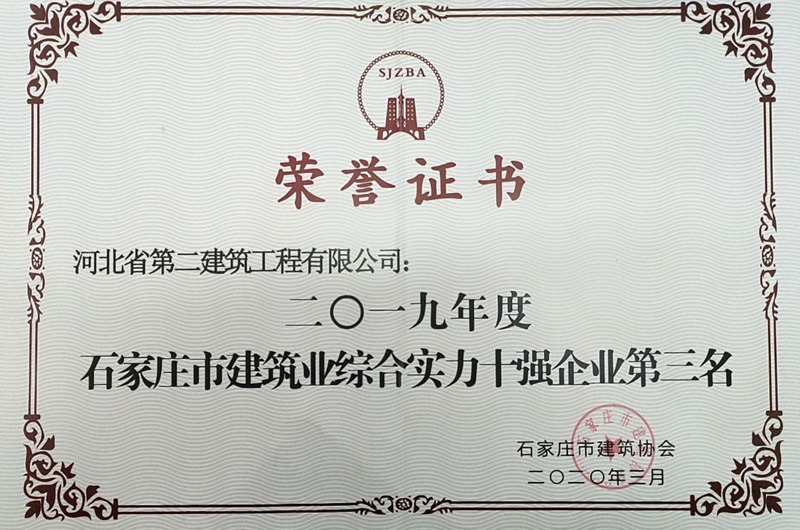 SJZBA
荣誉证书
河北省第二建筑工程有限公司：
二〇一九年度
石家庄市建筑业综合实力十强企业第三名
石家庄市建筑协会
二〇二〇年三月